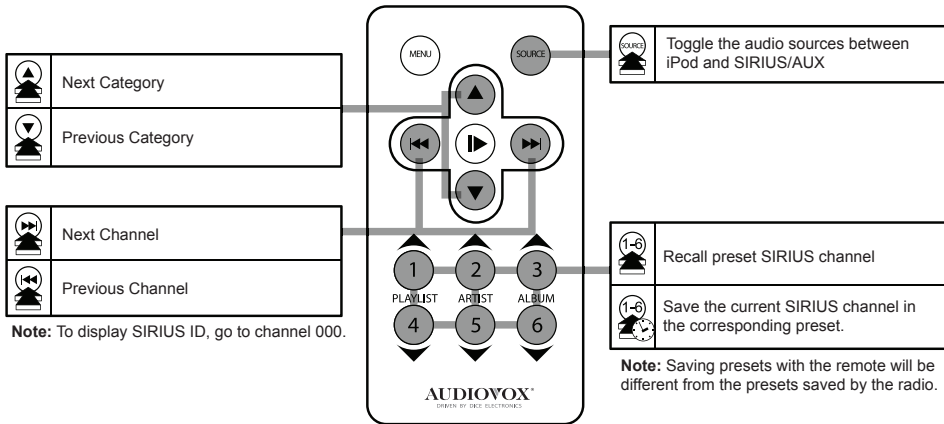 Next Category
Previous Category
Next Channel
Previous Channel
Note: To display SIRIUS ID, go to channel 000.
MENU
SOURCE
1
2
3
PLAYLIST
ARTIST
ALBUM
4
5
6
AUDIOVOX®
DRIVEN BY DICE ELECTRONICS
SOURCE
Toggle the audio sources between
iPod and SIRIUS/AUX
(1-6)
Recall preset SIRIUS channel
(1-6)
Save the current SIRIUS channel in
the corresponding preset.
Note: Saving presets with the remote will be
different from the presets saved by the radio.